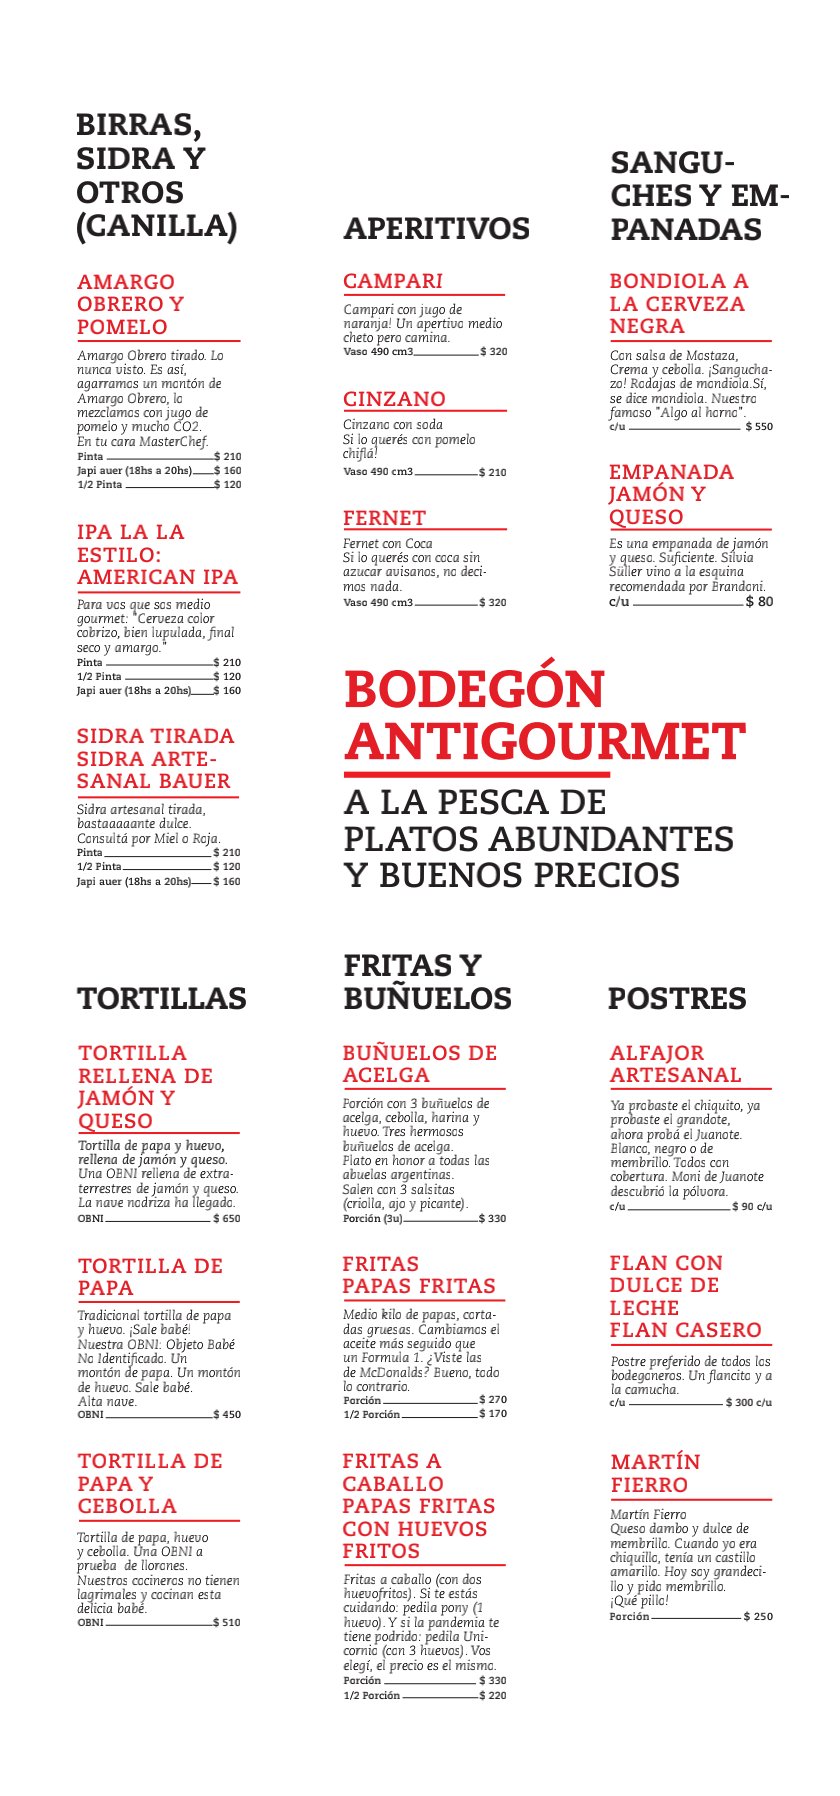 BIRRAS,
SIDRA Y
OTROS
(CANILLA)
AMARGO
OBRERO Y
POMELO
Amargo Obrero tirado. Lo
nunca visto. Es así,
agarramos un montón de
Amargo Obrero, lo
mezclamos con jugo de
pomelo y mucho CO2.
En tu cara MasterChef.
Pinta $ 210
Japi auer (18hs a 20hs) $ 160
1/2 Pinta $ 120
IPA LA LA
ESTILO:
AMERICAN IPA
Para vos que sos medio
gourmet: "Cerveza color
cobrizo, bien lupulada, final
seco y amargo."
Pinta $ 210
1/2 Pinta $ 120
Japi auer (18hs a 20hs) $ 160
SIDRA TIRADA
SIDRA ARTE-
SANAL BAUER
Sidra artesanal tirada,
bastaaaaante dulce.
Consultá por Miel o Roja.
Pinta $ 210
1/2 Pinta $ 120
Japi auer (18hs a 20hs) $ 160
APERITIVOS
CAMPARI
Campari con jugo de
naranja! Un apertivo medio
cheto pero camina.
Vaso 490 cm3 $ 320
CINZANO
Cinzano con soda
Si lo querés con pomelo
chiflá!
Vaso 490 cm3 $ 210
FERNET
Fernet con Coca
Si lo querés con coca sin
azucar avisanos, no deci-
mos nada.
Vaso 490 cm3 $ 320
SANGU-
CHES Y EM-
PANADAS
BONDIOLA A
LA CERVEZA
NEGRA
Con salsa de Mostaza,
Crema y cebolla. ¡Sangucha-
zo! Rodajas de mondiola.Sí,
se dice mondiola. Nuestro
famoso "Algo al horno".
c/u $ 550
EMPANADA
JAMÓN Y
QUESO
Es una empanada de jamón
y queso. Suficiente. Silvia
Süller vino a la esquina
recomendada por Brandoni.
c/u $ 80
BODEGÓN
ANTIGOURMET
A LA PESCA DE
PLATOS ABUNDANTES
Y BUENOS PRECIOS
TORTILLAS
TORTILLA
RELLENA DE
JAMÓN Y
QUESO
Tortilla de papa y huevo,
rellena de jamón y queso.
Una OBNI rellena de extra-
terrestres de jamón y queso.
La nave nodriza ha llegado.
OBNI $ 650
TORTILLA DE
PAPA
Tradicional tortilla de papa
y huevo. ¡Sale babé!
Nuestra OBNI: Objeto Babé
No Identificado. Un
montón de papa. Un montón
de huevo. Sale babé.
Alta nave.
OBNI $ 450
TORTILLA DE
PAPA Y
CEBOLLA
Tortilla de papa, huevo
y cebolla. Una OBNI a
prueba de llorones.
Nuestros cocineros no tienen
lagrimales y cocinan esta
delicia babé.
OBNI $ 510
FRITAS Y
BUÑUELOS
BUÑUELOS DE
ACELGA
Porción con 3 buñuelos de
acelga, cebolla, harina y
huevo. Tres hermosos
buñuelos de acelga.
Plato en honor a todas las
abuelas argentinas.
Salen con 3 salsitas
(criolla, ajo y picante).
Porción (3u) $ 330
FRITAS
PAPAS FRITAS
Medio kilo de papas, corta-
das gruesas. Cambiamos el
aceite más seguido que
un Formula 1. ¿Viste las
de McDonalds? Bueno, todo
lo contrario.
Porción $ 270
1/2 Porción $ 170
FRITAS A
CABALLO
PAPAS FRITAS
CON HUEVOS
FRITOS
Fritas a caballo (con dos
huevofritos). Si te estás
cuidando: pedila pony (1
huevo). Y si la pandemia te
tiene podrido: pedila Uni-
cornio (con 3 huevos). Vos
elegí, el precio es el mismo.
Porción $ 330
1/2 Porción $ 220
POSTRES
ALFAJOR
ARTESANAL
Ya probaste el chiquito, ya
probaste el grandote,
ahora probá el Juanote.
Blanco, negro o de
membrillo. Todos con
cobertura. Moni de Juanote
descubrió la pólvora.
c/u $ 90 c/u
FLAN CON
DULCE DE
LECHE
FLAN CASERO
Postre preferido de todos los
bodegoneros. Un flancito y a
la camucha.
c/u $ 300 c/u
MARTÍN
FIERRO
Martín Fierro
Queso dambo y dulce de
membrillo. Cuando yo era
chiquillo, tenía un castillo
amarillo. Hoy soy grandeci-
llo y pido membrillo.
¡Qué pillo!
Porción $ 250